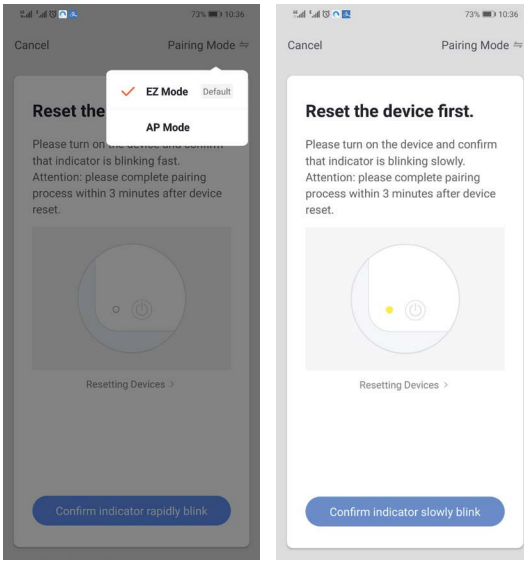 73% 10:36
Cancel Pairing Mode
EZ Mode Default
AP Mode
Reset the
Please turn on the device and confirm
that indicator is blinking fast.
Attention: please complete pairing
process within 3 minutes after device
reset.
Resetting Devices >
Confirm indicator rapidly blink
73% 10:36
Cancel Pairing Mode
Reset the device first.
Please turn on the device and confirm
that indicator is blinking slowly.
Attention: please complete pairing
process within 3 minutes after device
reset.
Resetting Devices >
Confirm indicator slowly blink